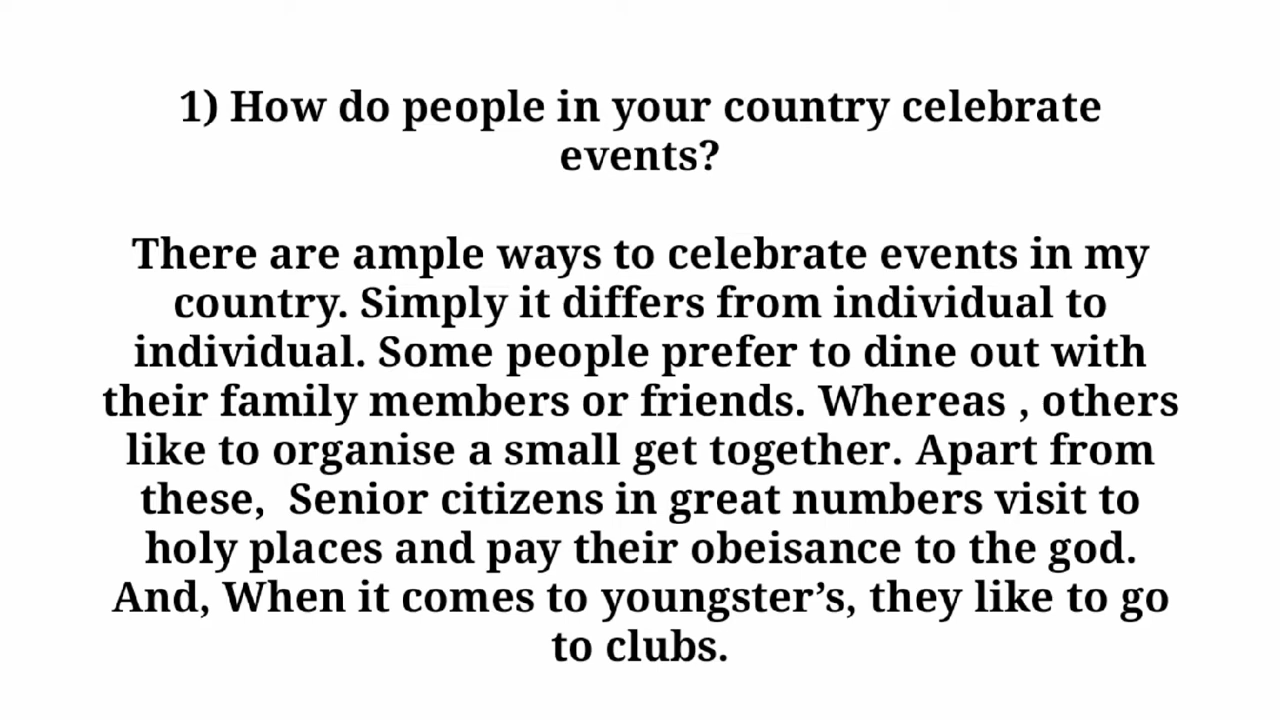 1) How do people in your country celebrate
events?
There are ample ways to celebrate events in my
country. Simply it differs from individual to
individual. Some people prefer to dine out with
their family members or friends. Whereas , others
like to organise a small get together. Apart from
these,  Senior citizens in great numbers visit to
holy places and pay their obeisance to the god.
And, When it comes to youngster’s, they like to go
to clubs.